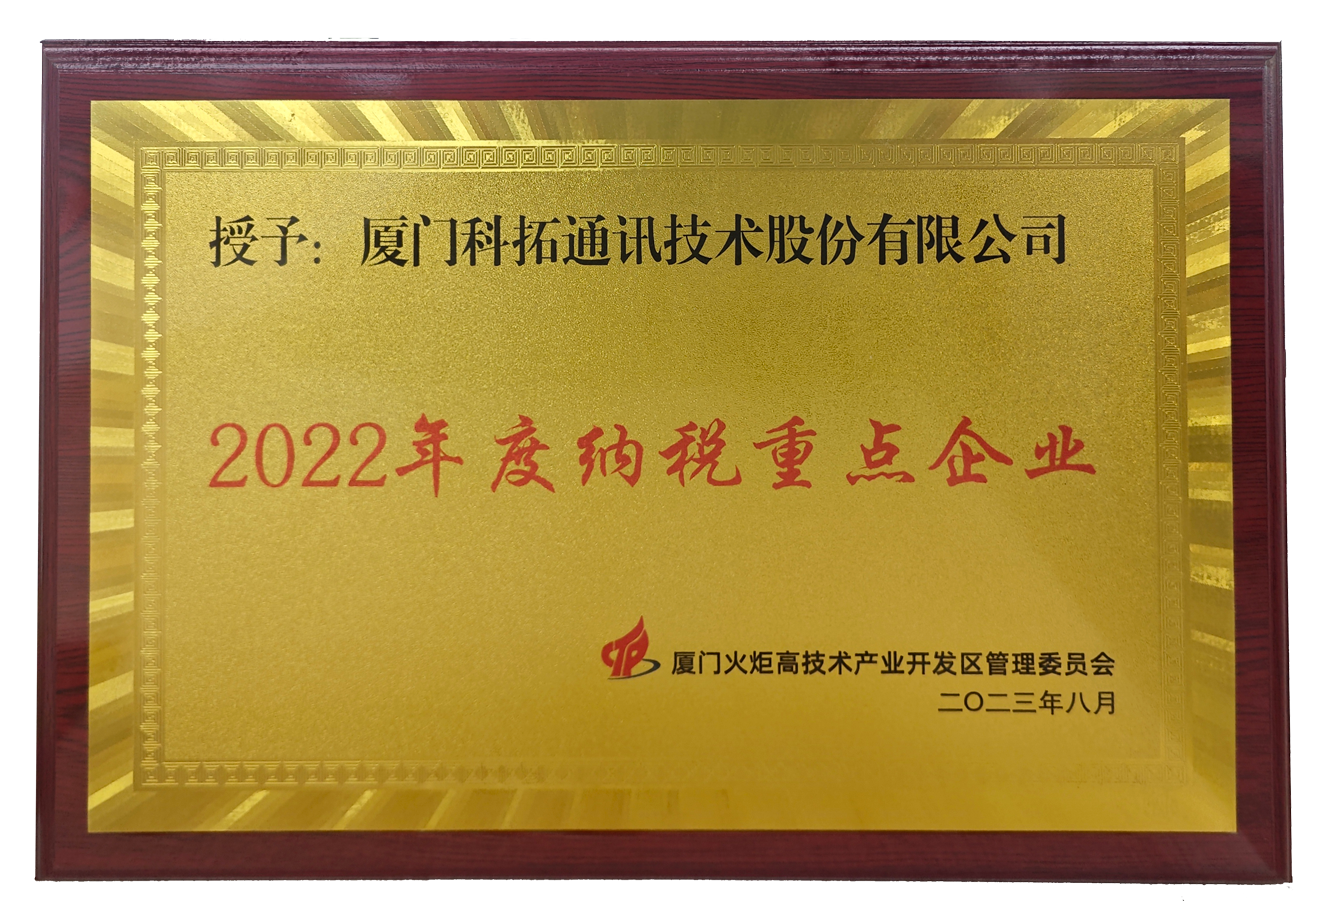 授予：厦门科拓通讯技术股份有限公司
2022年度纳税重点企业
厦门火炬高技术产业开发区管理委员会
二〇二三年八月